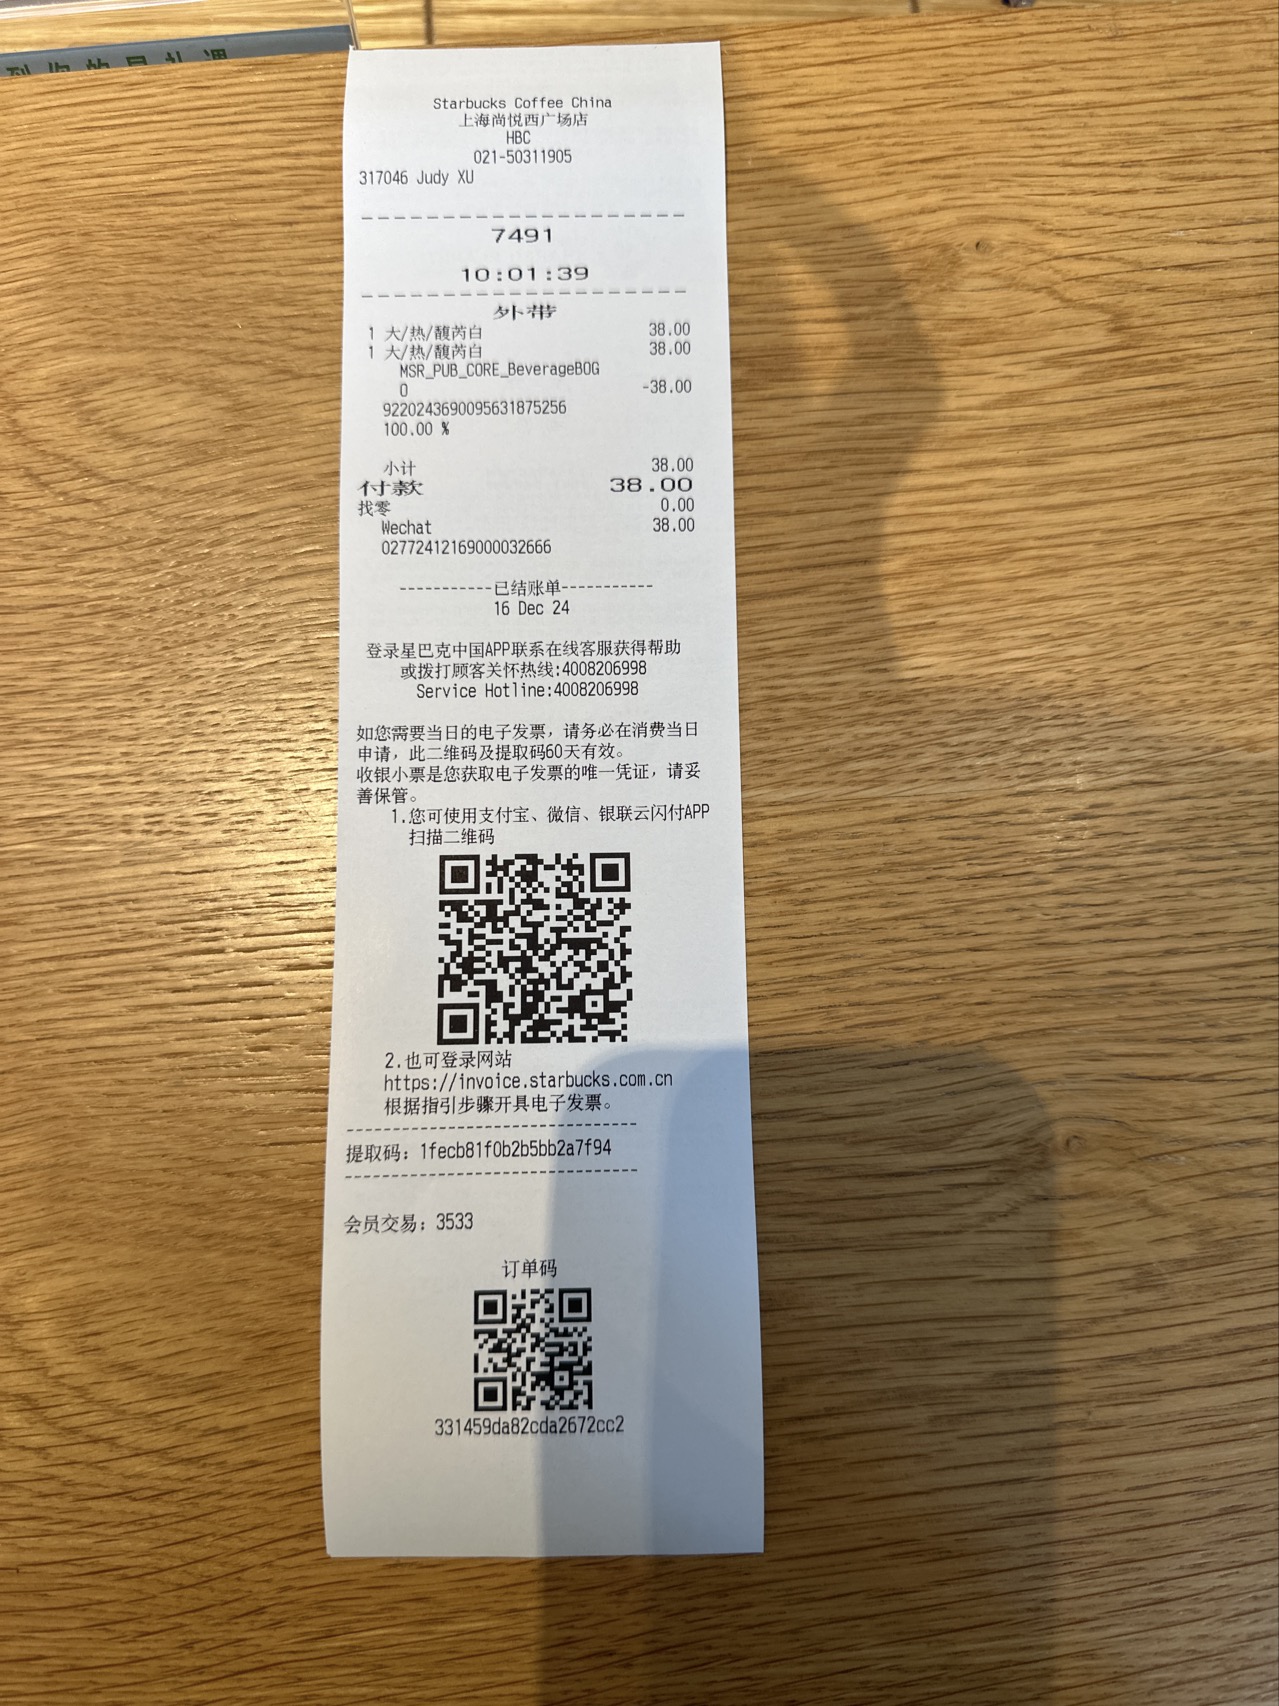 到你的星礼遇
Starbucks Coffee China
上海尚悦西广场店
HBC
021-50311905
317046 Judy XU
7491
10:01:39
外带
1 大/热/馥芮白 38.00
1 大/热/馥芮白 38.00
MSR_PUB_CORE_BeverageBOG
O -38.00
9220243690095631875256
100.00 %
小计 38.00
付款 38.00
找零 0.00
Wechat 38.00
02772412169000032666
-----------已结账单-----------
16 Dec 24
登录星巴克中国APP联系在线客服获得帮助
或拨打顾客关怀热线:4008206998
Service Hotline:4008206998
如您需要当日的电子发票，请务必在消费当日
申请，此二维码及提取码60天有效。
收银小票是您获取电子发票的唯一凭证，请妥
善保管。
1.您可使用支付宝、微信、银联云闪付APP
扫描二维码
2.也可登录网站
https://invoice.starbucks.com.cn
根据指引步骤开具电子发票。
提取码: 1fecb81f0b2b5bb2a7f94
会员交易: 3533
订单码
331459da82cda2672cc2